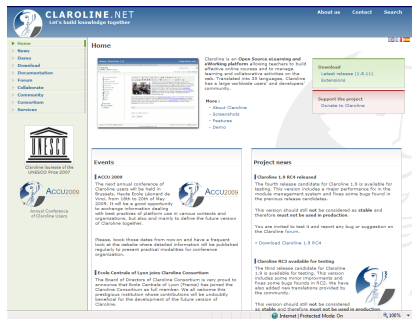 CLAROLINE.NET
Let's build knowledge together
About us Contact Search
Home
News
Demo
Download
Documentation
Forum
Collaborate
Community
Consortium
Services
UNESCO
Claroline laureate of the
UNESCO Prize 2007
ACCU2009
Annual Conference
of Claroline users
Home
Claroline is an Open Source eLearning and
eWorking platform allowing teachers to build
effective online courses and to manage
learning and collaborative activities on the
web. Translated into 35 languages, Claroline
has a large worldwide users' and developers'
community.
More :
About Claroline
Screenshots
Features
Demo
Download
Latest release (1.8.11)
Extensions
Support the project
Donate to Claroline
Events
ACCU 2009
The next annual conference of
Claroline users will be held in
Brussels, Haute Ecole Léonard de
Vinci, from 18th to 20th of May
2009. It will be a good opportunity
to exchange information dealing
with best practices of platform use in various contexts and
organizations, but also and mainly to define the future version
of Claroline together.
ACCU2009
Please, book those dates from now on and have a frequent
look at the website where detailed information will be published
regularly to present practical modalities for conference
organization.
Ecole Centrale of Lyon joins Claroline Consortium
The Board of Directors of Claroline Consortium is very proud to
announce that Ecole Centrale of Lyon (France) has joined the
Claroline Consortium as full member. We all welcome this
prestigious institution whose contributions will be undoubtly
beneficial for the development of the future version of
Claroline.
Project news
Claroline 1.9 RC4 released
The fourth release candidate for Claroline 1.9 is available for
testing. This version includes a major performance fix in the
module management system and fixes some bugs found in
the previous release candidates.
This version should still not be considered as stable and
therefore must not be used in production.
You are invited to test it and report any bug or suggestion on
the Claroline forum.
> Download Claroline 1.9 RC4
Claroline RC3 available for testing
The third release candidate for Claroline
1.9 is available for testing. This version
includes some minor improvements and
fixes some bugs found in RC2. We have
also added new translations provided by
the community.
This version should still not be considered
as stable and therefore must not be used in production.
Internet | Protected Mode: On
100%